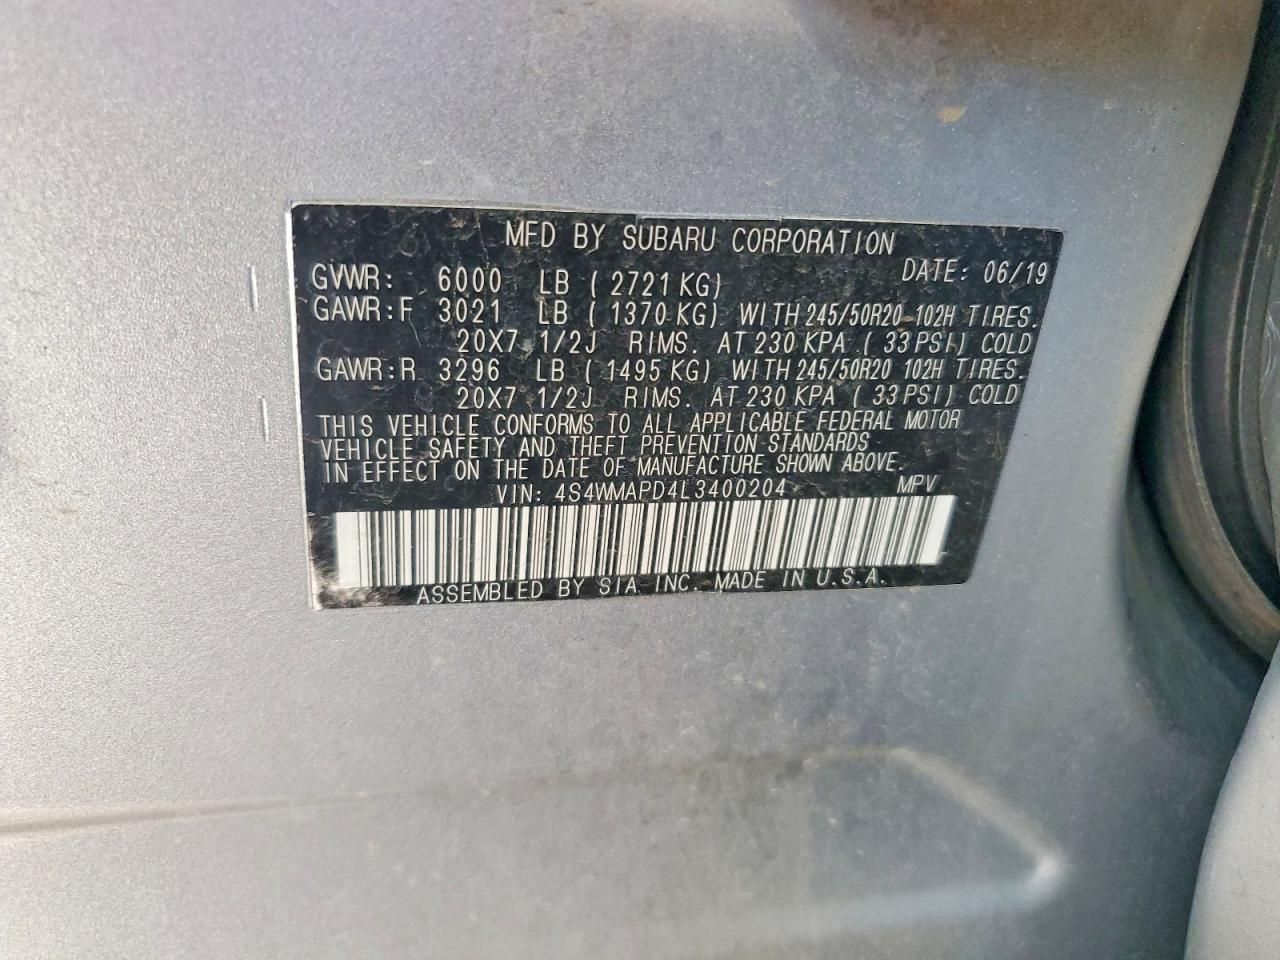 MFD BY SUBARU CORPORATION
GVWR: 6000 LB ( 2721 KG) DATE: 06/19
GAWR:F 3021 LB ( 1370 KG) WITH 245/50R20 102H TIRES.
20X7 1/2J RIMS. AT 230 KPA ( 33 PSI) COLD
GAWR:R 3296 LB ( 1495 KG) WITH 245/50R20 102H TIRES.
20X7 1/2J RIMS. AT 230 KPA ( 33 PSI) COLD
THIS VEHICLE CONFORMS TO ALL APPLICABLE FEDERAL MOTOR
VEHICLE SAFETY AND THEFT PREVENTION STANDARDS
IN EFFECT ON THE DATE OF MANUFACTURE SHOWN ABOVE.
VIN: 4S4WMAPD4L3400204 MPV
ASSEMBLED BY SIA INC. MADE IN U.S.A.